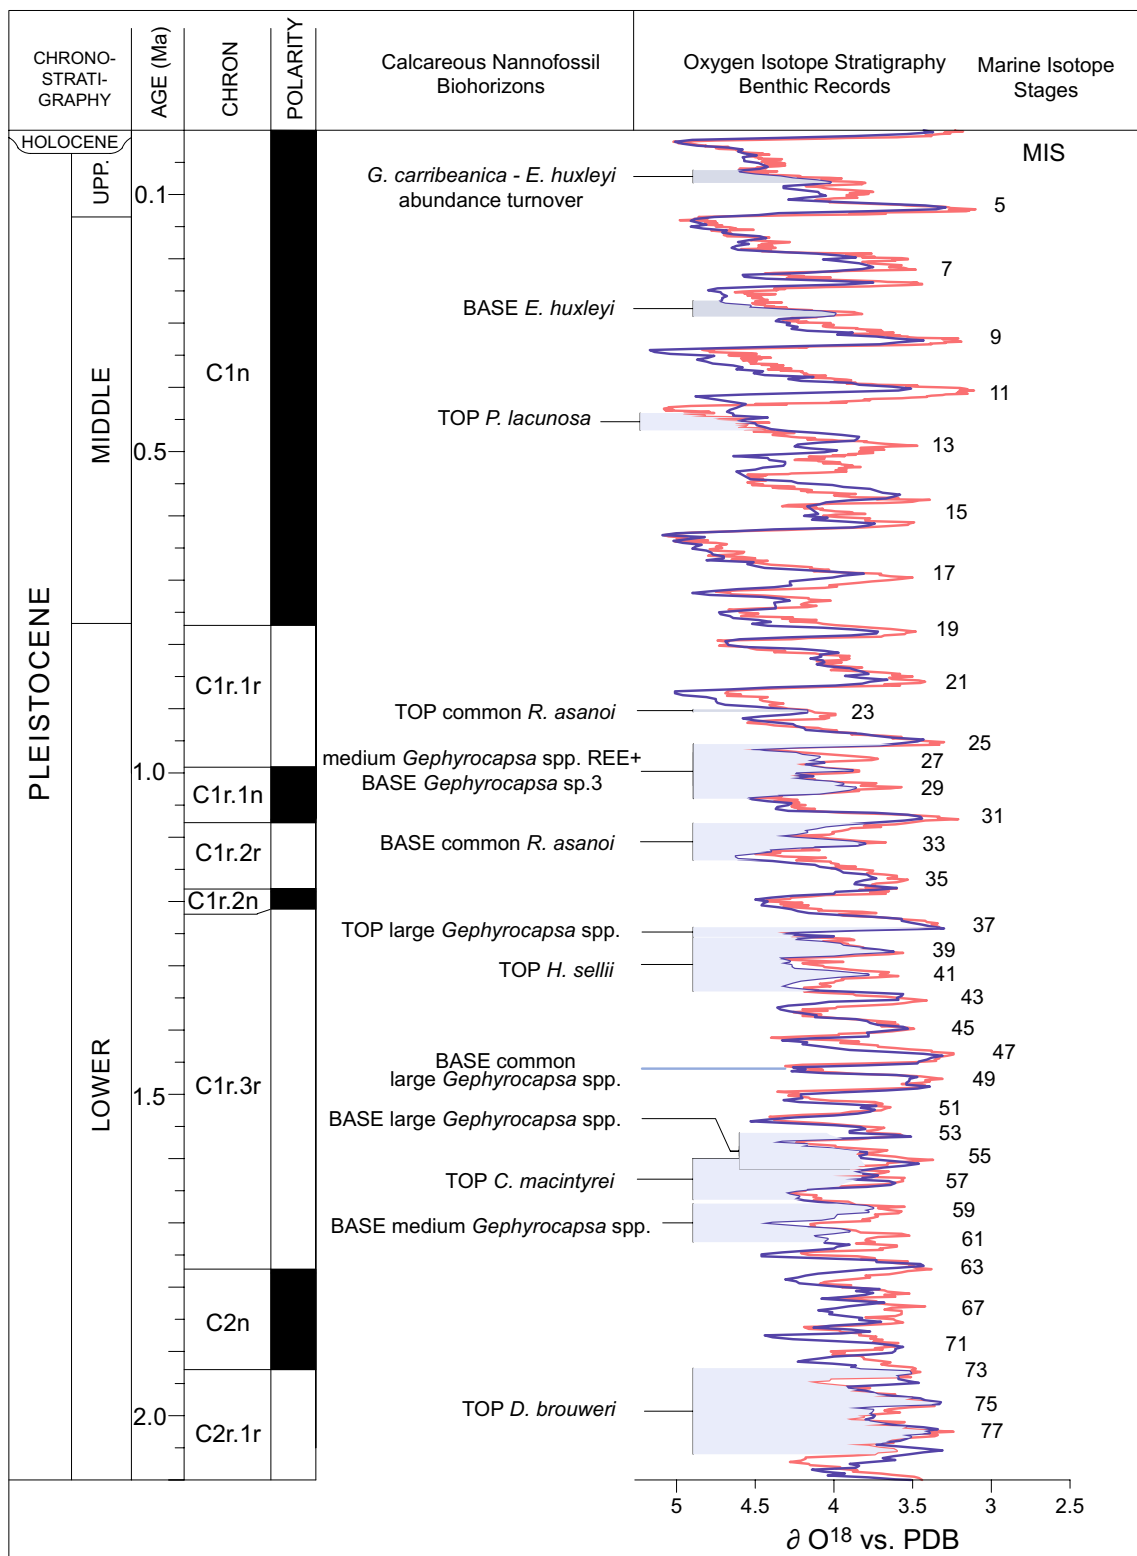 CHRONO-
STRATI-
GRAPHY
AGE (Ma)
CHRON
POLARITY
Calcareous Nannofossil
Biohorizons
Oxygen Isotope Stratigraphy
Benthic Records
Marine Isotope
Stages
HOLOCENE
UPP.
MIDDLE
LOWER
PLEISTOCENE
0.1
0.5
1.0
1.5
2.0
C1n
C1r.1r
C1r.1n
C1r.2r
C1r.2n
C1r.3r
C2n
C2r.1r
G. carribeanica - E. huxleyi
abundance turnover
BASE E. huxleyi
TOP P. lacunosa
TOP common R. asanoi
medium Gephyrocapsa spp. REE+
BASE Gephyrocapsa sp.3
BASE common R. asanoi
TOP large Gephyrocapsa spp.
TOP H. sellii
BASE common
large Gephyrocapsa spp.
BASE large Gephyrocapsa spp.
TOP C. macintyrei
BASE medium Gephyrocapsa spp.
TOP D. brouweri
MIS
5
7
9
11
13
15
17
19
21
23
25
27
29
31
33
35
37
39
41
43
45
47
49
51
53
55
57
59
61
63
67
71
73
75
77
5 4.5 4 3.5 3 2.5
∂ O18 vs. PDB